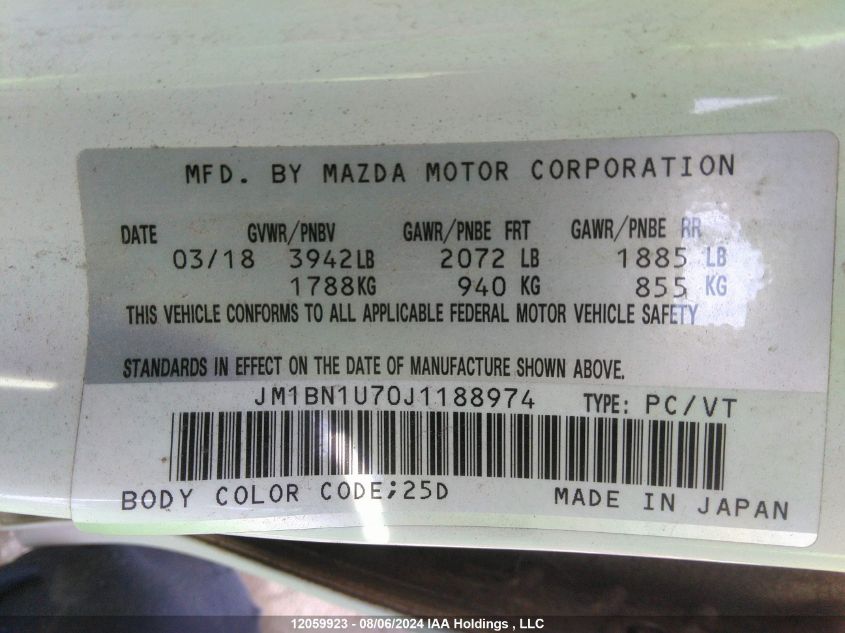 MFD. BY MAZDA MOTOR CORPORATION
DATE GVWR/PNBV GAWR/PNBE FRT GAWR/PNBE RR
03/18 3942LB 2072 LB 1885 LB
1788KG 940 KG 855 KG
THIS VEHICLE CONFORMS TO ALL APPLICABLE FEDERAL MOTOR VEHICLE SAFETY
STANDARDS IN EFFECT ON THE DATE OF MANUFACTURE SHOWN ABOVE.
JM1BN1U70J1188974 TYPE: PC/VT
BODY COLOR CODE;25D MADE IN JAPAN
12059923 - 08/06/2024 IAA Holdings , LLC